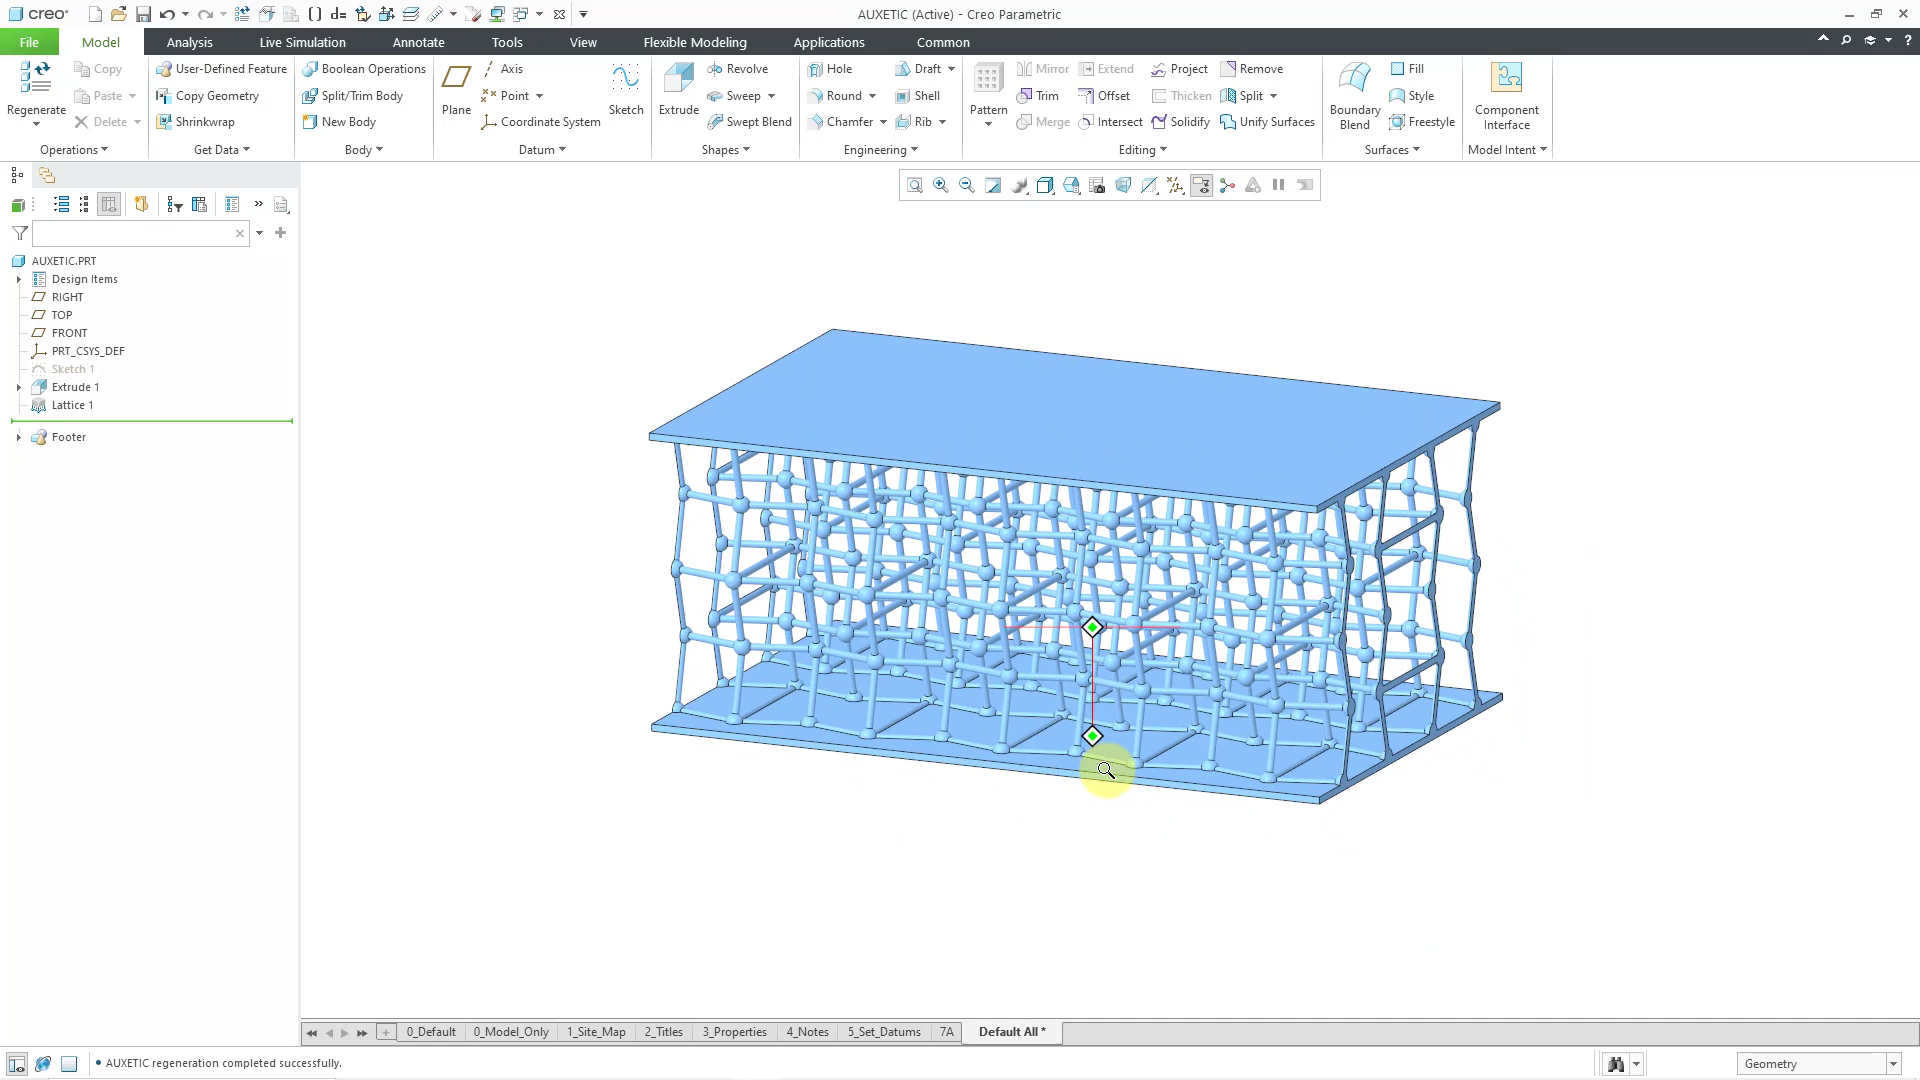 creo
AUXETIC (Active) - Creo Parametric
File
Model
Analysis
Live Simulation
Annotate
Tools
View
Flexible Modeling
Applications
Common
Regenerate
Copy
Paste
Delete
Operations
User-Defined Feature
Copy Geometry
Shrinkwrap
Get Data
Boolean Operations
Split/Trim Body
New Body
Body
Plane
Axis
Point
Coordinate System
Sketch
Datum
Extrude
Revolve
Sweep
Swept Blend
Shapes
Hole
Round
Chamfer
Draft
Shell
Rib
Engineering
Pattern
Mirror
Trim
Merge
Extend
Offset
Intersect
Project
Thicken
Solidify
Remove
Split
Unify Surfaces
Editing
Boundary
Blend
Fill
Style
Freestyle
Surfaces
Component
Interface
Model Intent
AUXETIC.PRT
Design Items
RIGHT
TOP
FRONT
PRT_CSYS_DEF
Sketch 1
Extrude 1
Lattice 1
Footer
0_Default
0_Model_Only
1_Site_Map
2_Titles
3_Properties
4_Notes
5_Set_Datums
7A
Default All *
• AUXETIC regeneration completed successfully.
Geometry